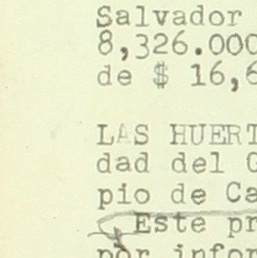 Salvador
8,326.000
de $ 16,6
LAS HUERT
dad del G
pio de Ca
Este pr
por infor